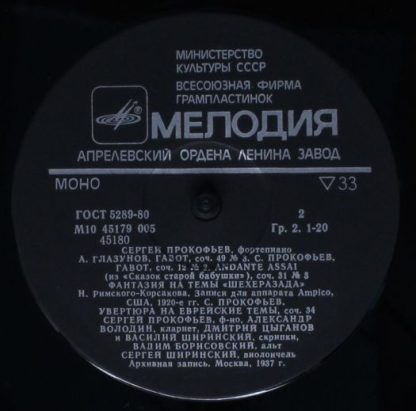 МИНИСТЕРСТВО
КУЛЬТУРЫ СССР
ВСЕСОЮЗНАЯ ФИРМА
ГРАМПЛАСТИНОК
МЕЛОДИЯ
АПРЕЛЕВСКИЙ ОРДЕНА ЛЕНИНА ЗАВОД
МОНО ▽33
ГОСТ 5289-80 2
М10 45179 005 Гр. 2. 1-20
45180
СЕРГЕЙ ПРОКОФЬЕВ, фортепиано
А. ГЛАЗУНОВ, ГАВОТ, соч. 49 № 3. С. ПРОКОФЬЕВ,
ГАВОТ, соч. 12 № 2. ANDANTE ASSAI
(из «Сказок старой бабушки»), соч. 31 № 3
ФАНТАЗИЯ НА ТЕМЫ «ШЕХЕРАЗАДА»
Н. Римского-Корсакова. Записи для аппарата Ampico,
США, 1920-е гг. С. ПРОКОФЬЕВ,
УВЕРТЮРА НА ЕВРЕЙСКИЕ ТЕМЫ, соч. 34
СЕРГЕЙ ПРОКОФЬЕВ, ф-но, АЛЕКСАНДР
ВОЛОДИН, кларнет, ДМИТРИЙ ЦЫГАНОВ
и ВАСИЛИЙ ШИРИНСКИЙ, скрипки,
ВАДИМ БОРИСОВСКИЙ, альт
СЕРГЕЙ ШИРИНСКИЙ, виолончель
Архивная запись. Москва, 1937 г.